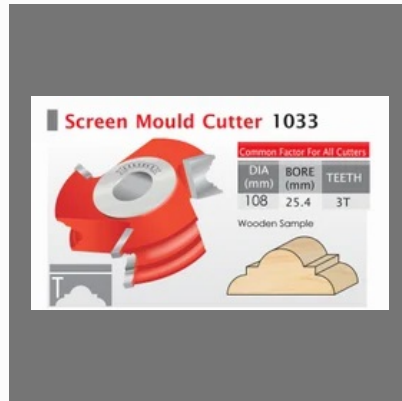 Screen Mould Cutter 1033
Common Factor For All Cutters
DIA (mm) BORE (mm) TEETH
108 25.4 3T
Wooden Sample
T